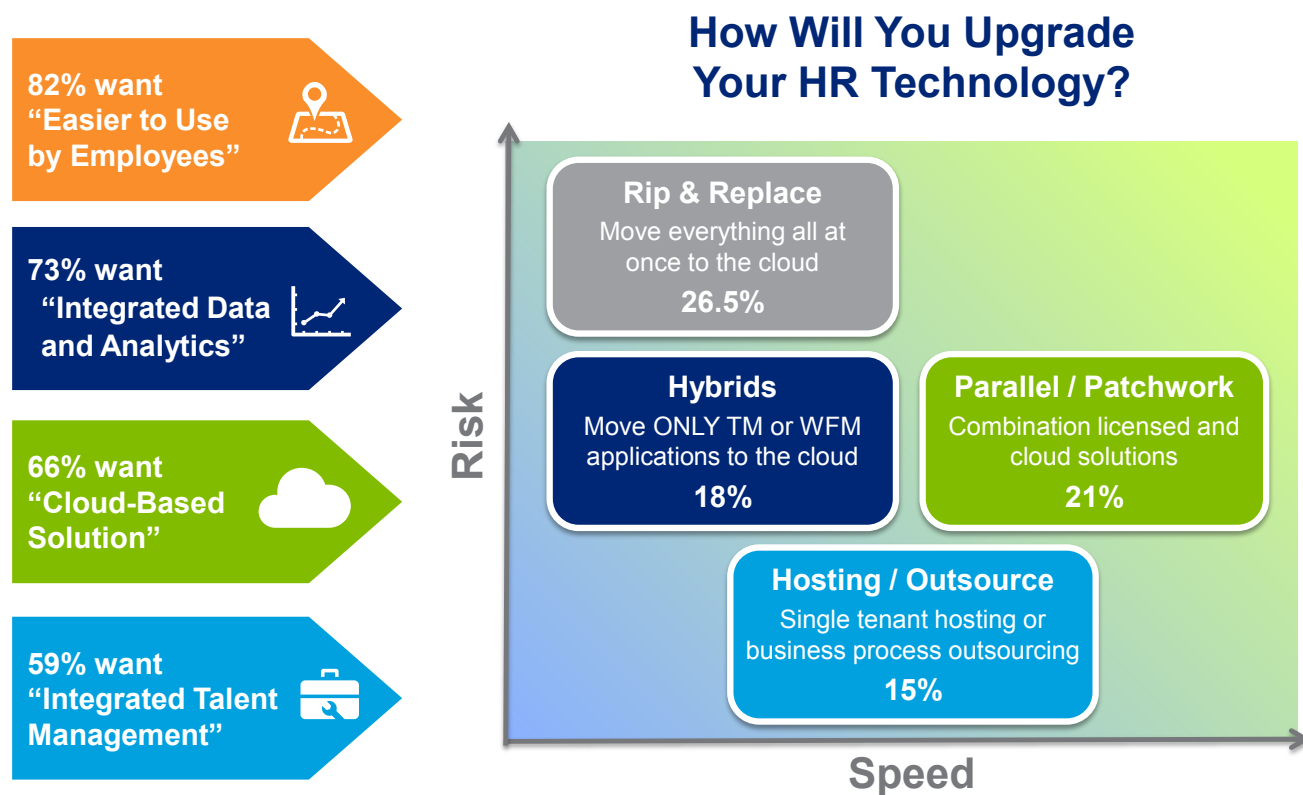 How Will You Upgrade
Your HR Technology?
82% want
“Easier to Use
by Employees”
73% want
“Integrated Data
and Analytics”
66% want
“Cloud-Based
Solution”
59% want
“Integrated Talent
Management”
Risk
Rip & Replace
Move everything all at
once to the cloud
26.5%
Hybrids
Move ONLY TM or WFM
applications to the cloud
18%
Parallel / Patchwork
Combination licensed and
cloud solutions
21%
Hosting / Outsource
Single tenant hosting or
business process outsourcing
15%
Speed